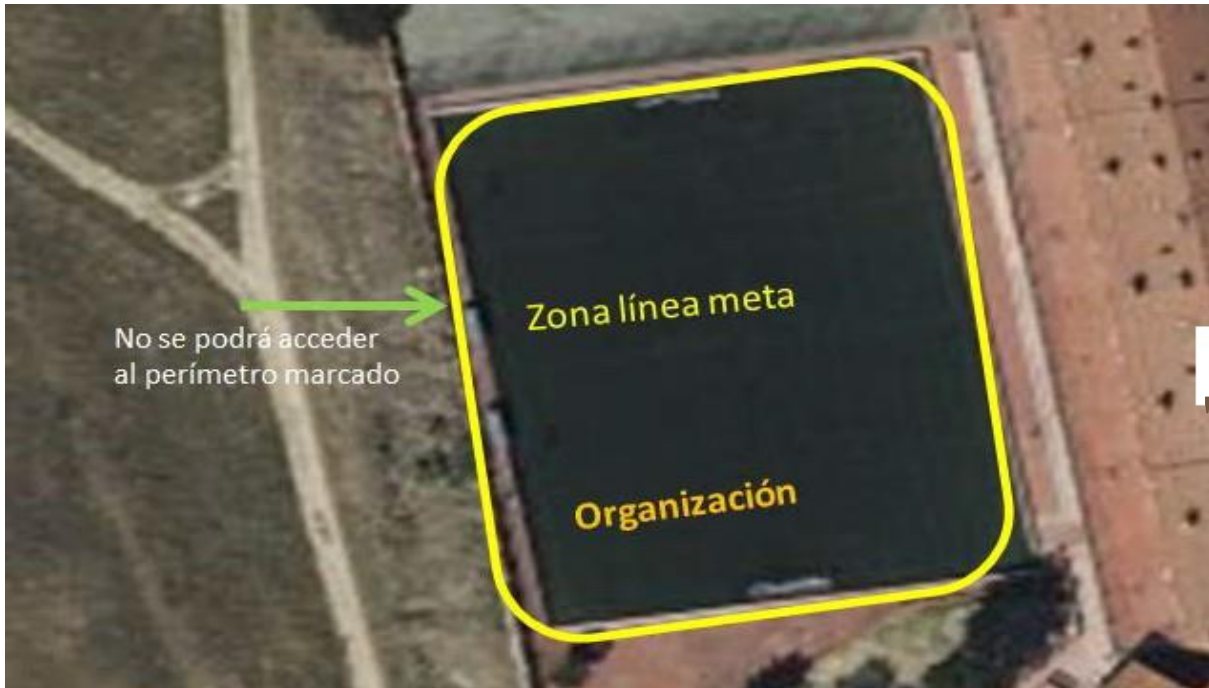 Zona línea meta
No se podrá acceder
al perímetro marcado
Organización